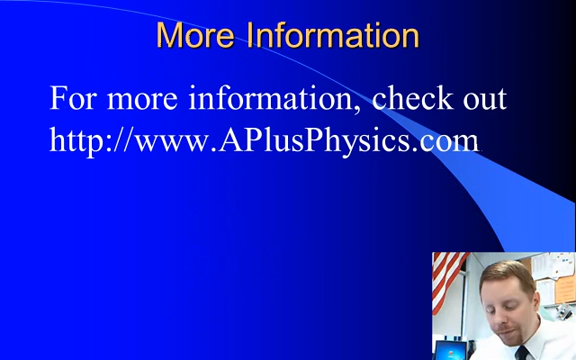 More Information
For more information, check out
http://www.APlusPhysics.com